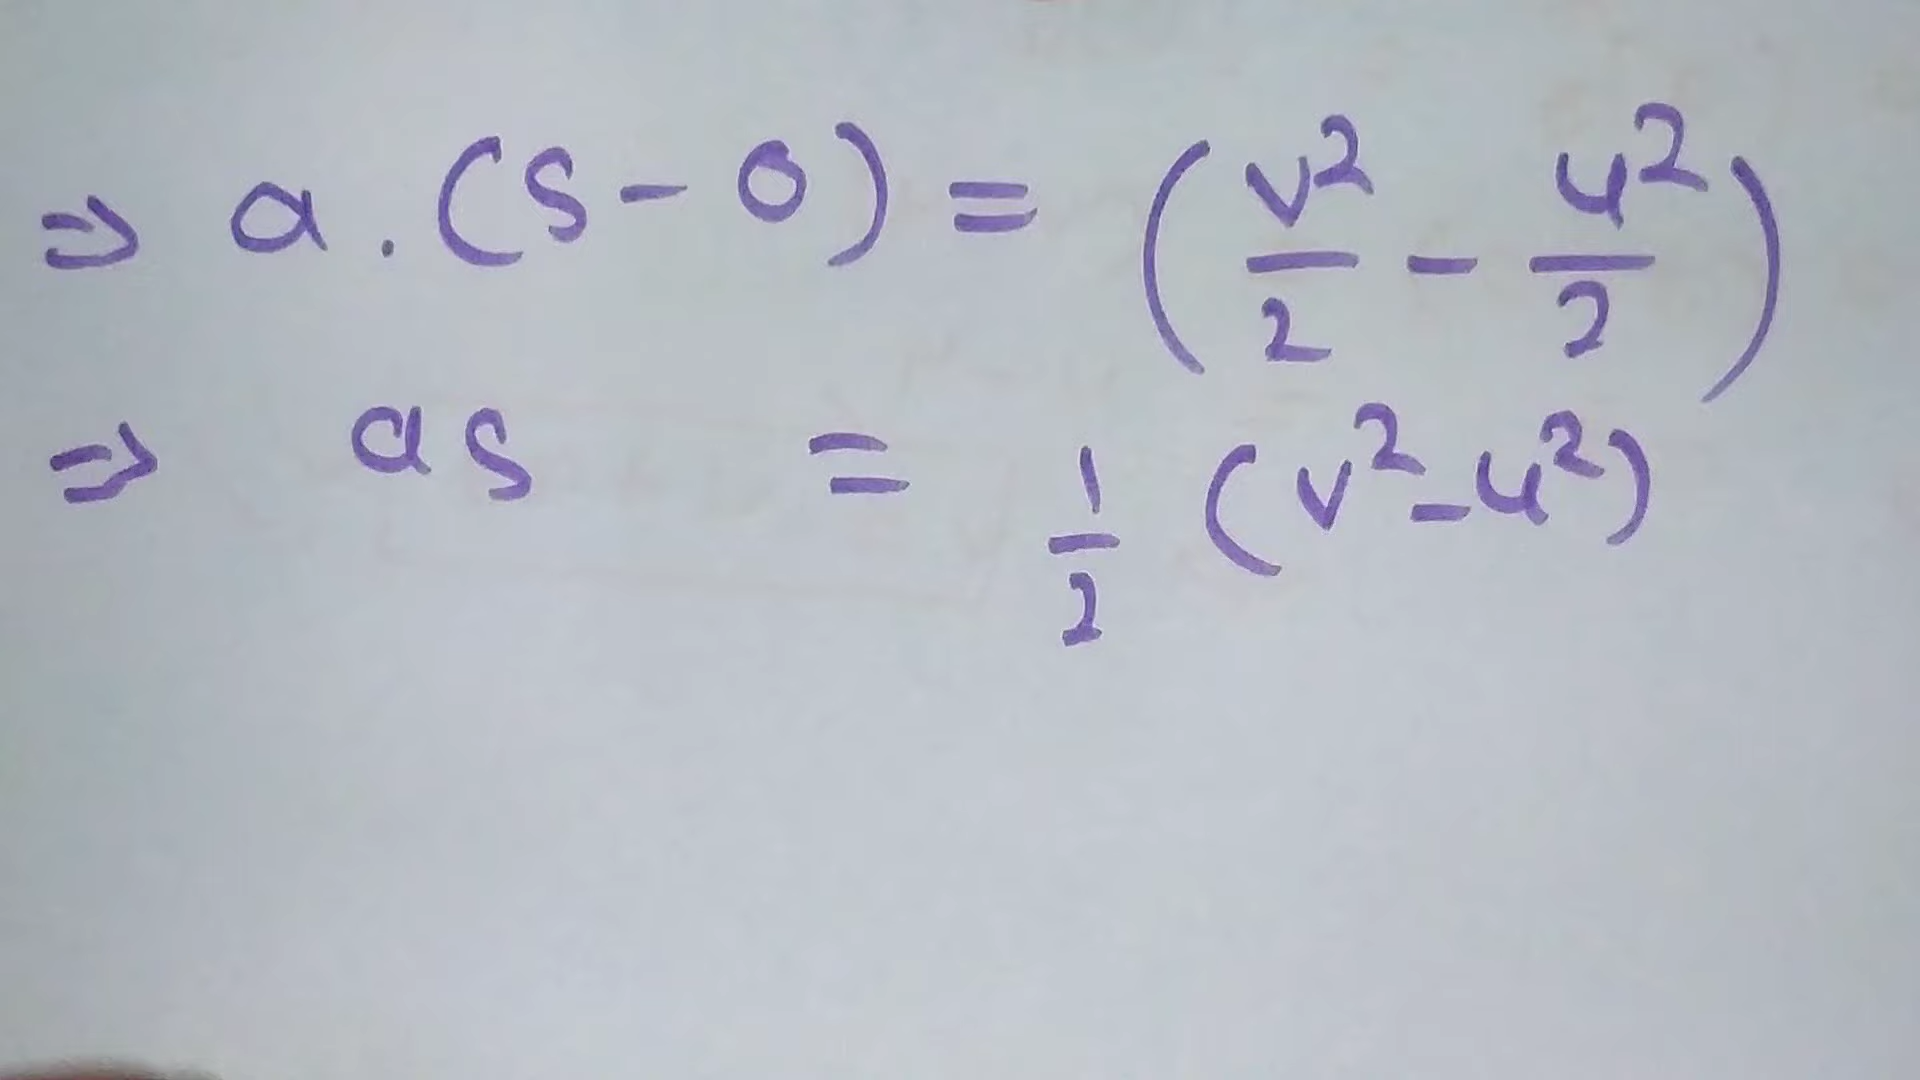 ⇒ a . (S - 0) = (v²/2 - u²/2)
⇒ as = 1/2 (v² - u²)